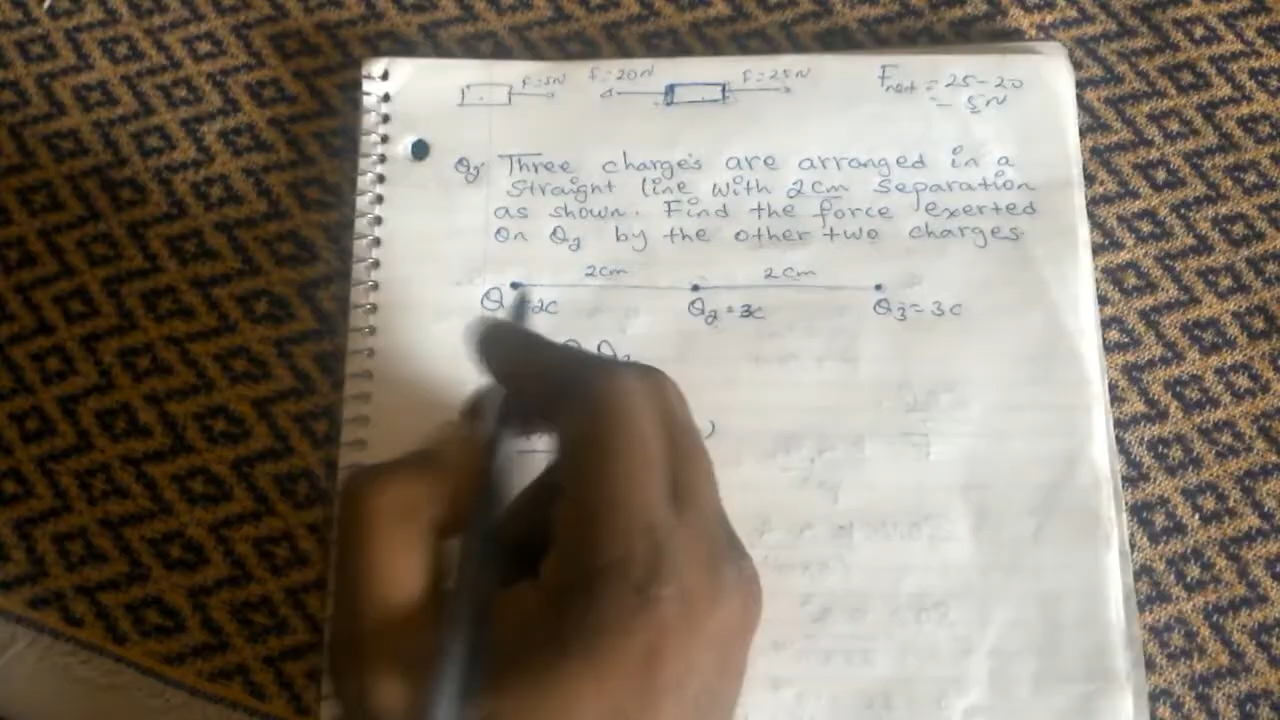 F=5N F=20N F=25N Fnet = 25-20
= 5N
Q: Three charges are arranged in a
straight line with 2cm separation
as shown. Find the force exerted
on Q2 by the other two charges.
2cm 2cm
Q =2C Q2=3C Q3=3C